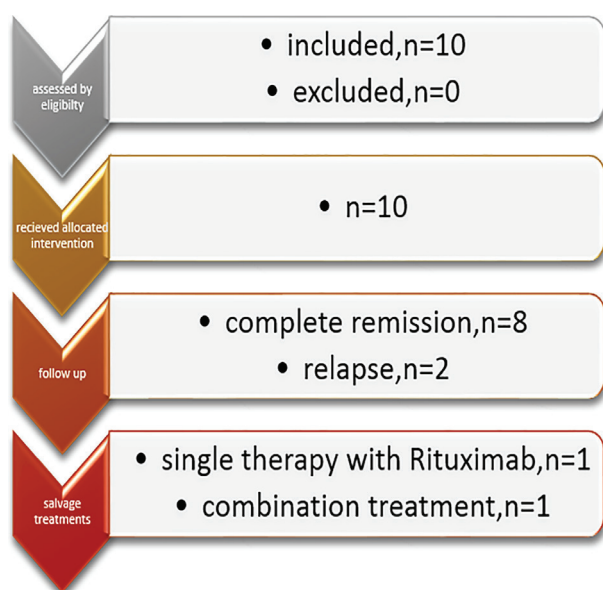 assessed by
eligibilty
• included,n=10
• excluded,n=0
recieved allocated
intervention
• n=10
follow up
• complete remission,n=8
• relapse,n=2
salvage
treatments
• single therapy with Rituximab,n=1
• combination treatment,n=1